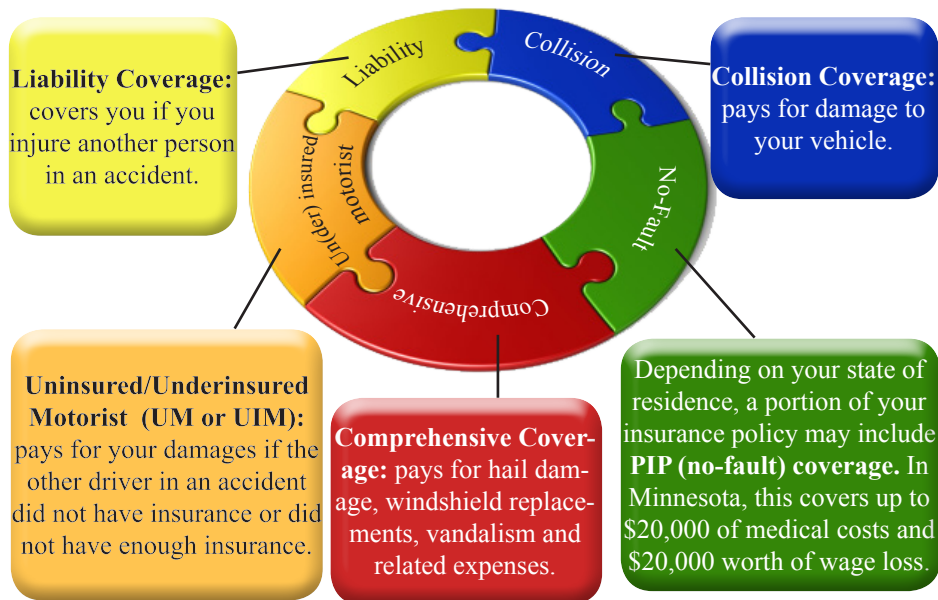 Liability
Collision
No-Fault
Comprehensive
Un(der) insured
motorist
Liability Coverage:
covers you if you
injure another person
in an accident.
Collision Coverage:
pays for damage to
your vehicle.
Uninsured/Underinsured
Motorist (UM or UIM):
pays for your damages if the
other driver in an accident
did not have insurance or did
not have enough insurance.
Comprehensive Cover-
age: pays for hail dam-
age, windshield replace-
ments, vandalism and
related expenses.
Depending on your state of
residence, a portion of your
insurance policy may include
PIP (no-fault) coverage. In
Minnesota, this covers up to
$20,000 of medical costs and
$20,000 worth of wage loss.